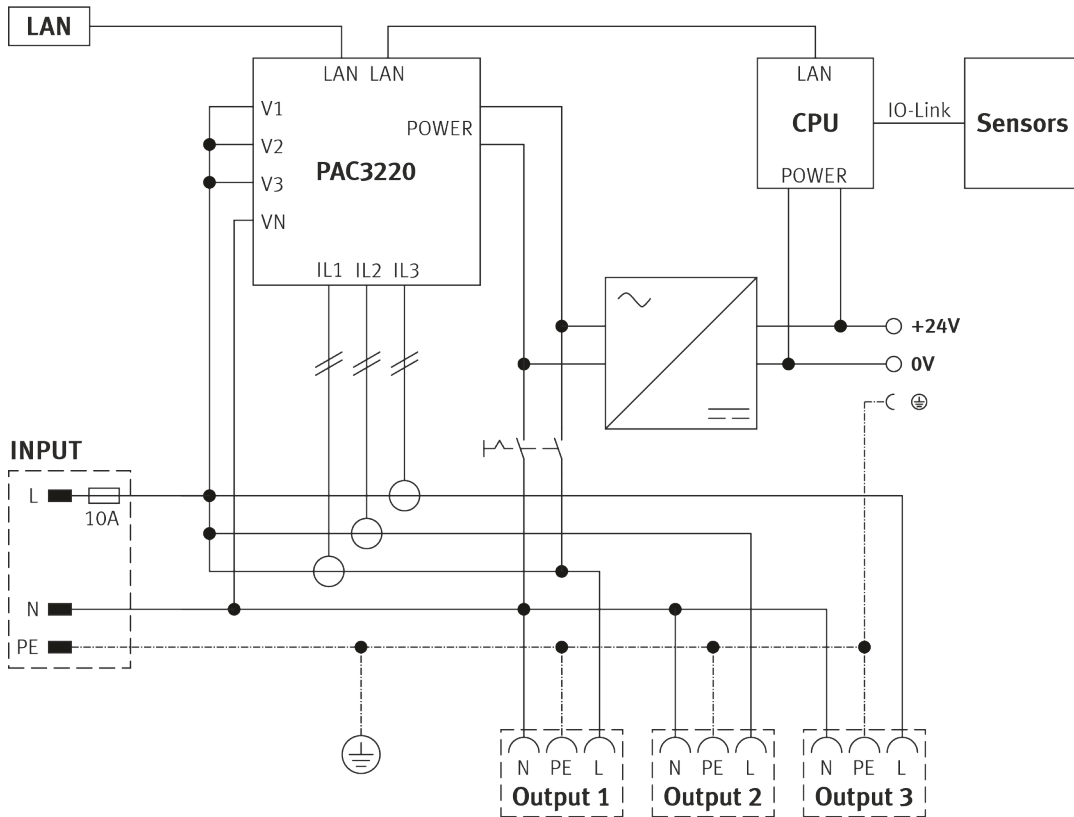 LAN
LAN LAN
V1
V2
V3
VN
POWER
PAC3220
IL1 IL2 IL3
LAN
CPU
POWER
IO-Link
Sensors
+24V
0V
INPUT
L
10A
N
PE
N PE L
Output 1
N PE L
Output 2
N PE L
Output 3